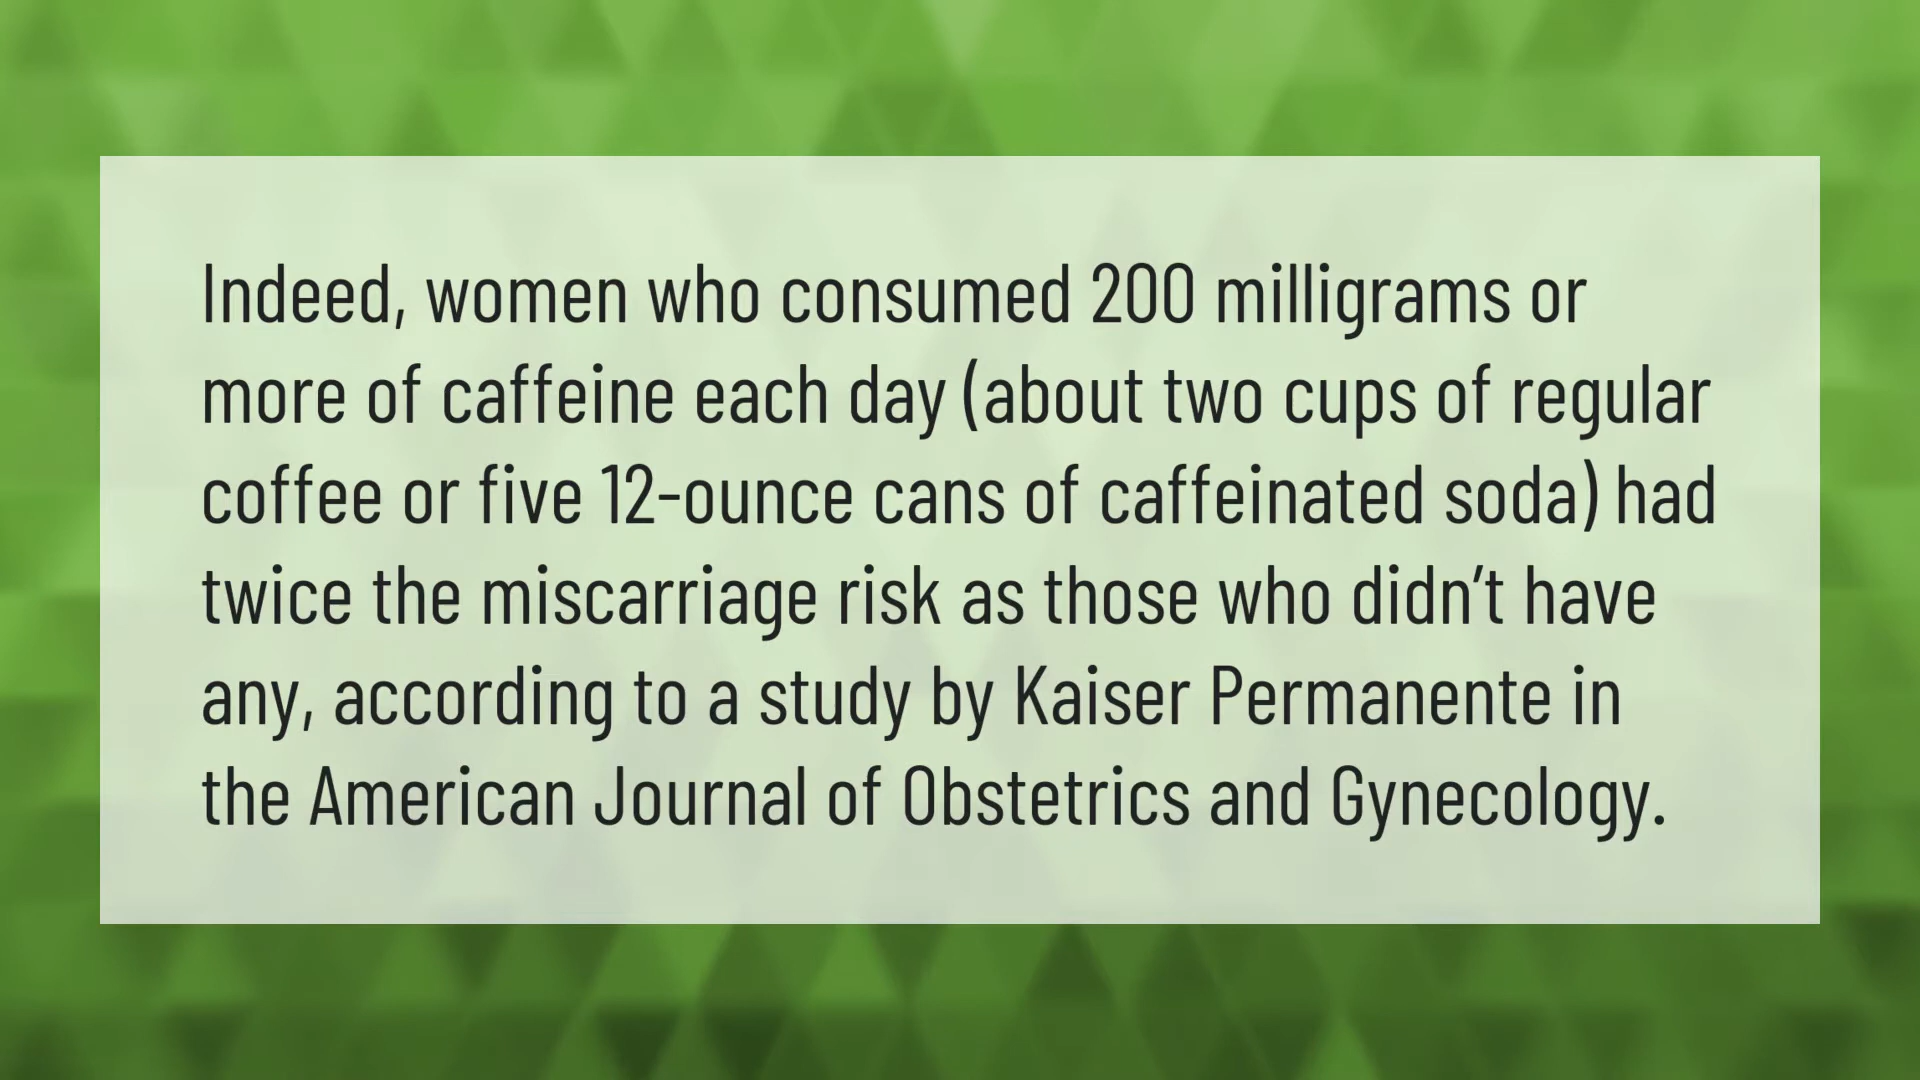 Indeed, women who consumed 200 milligrams or
more of caffeine each day (about two cups of regular
coffee or five 12-ounce cans of caffeinated soda) had
twice the miscarriage risk as those who didn’t have
any, according to a study by Kaiser Permanente in
the American Journal of Obstetrics and Gynecology.